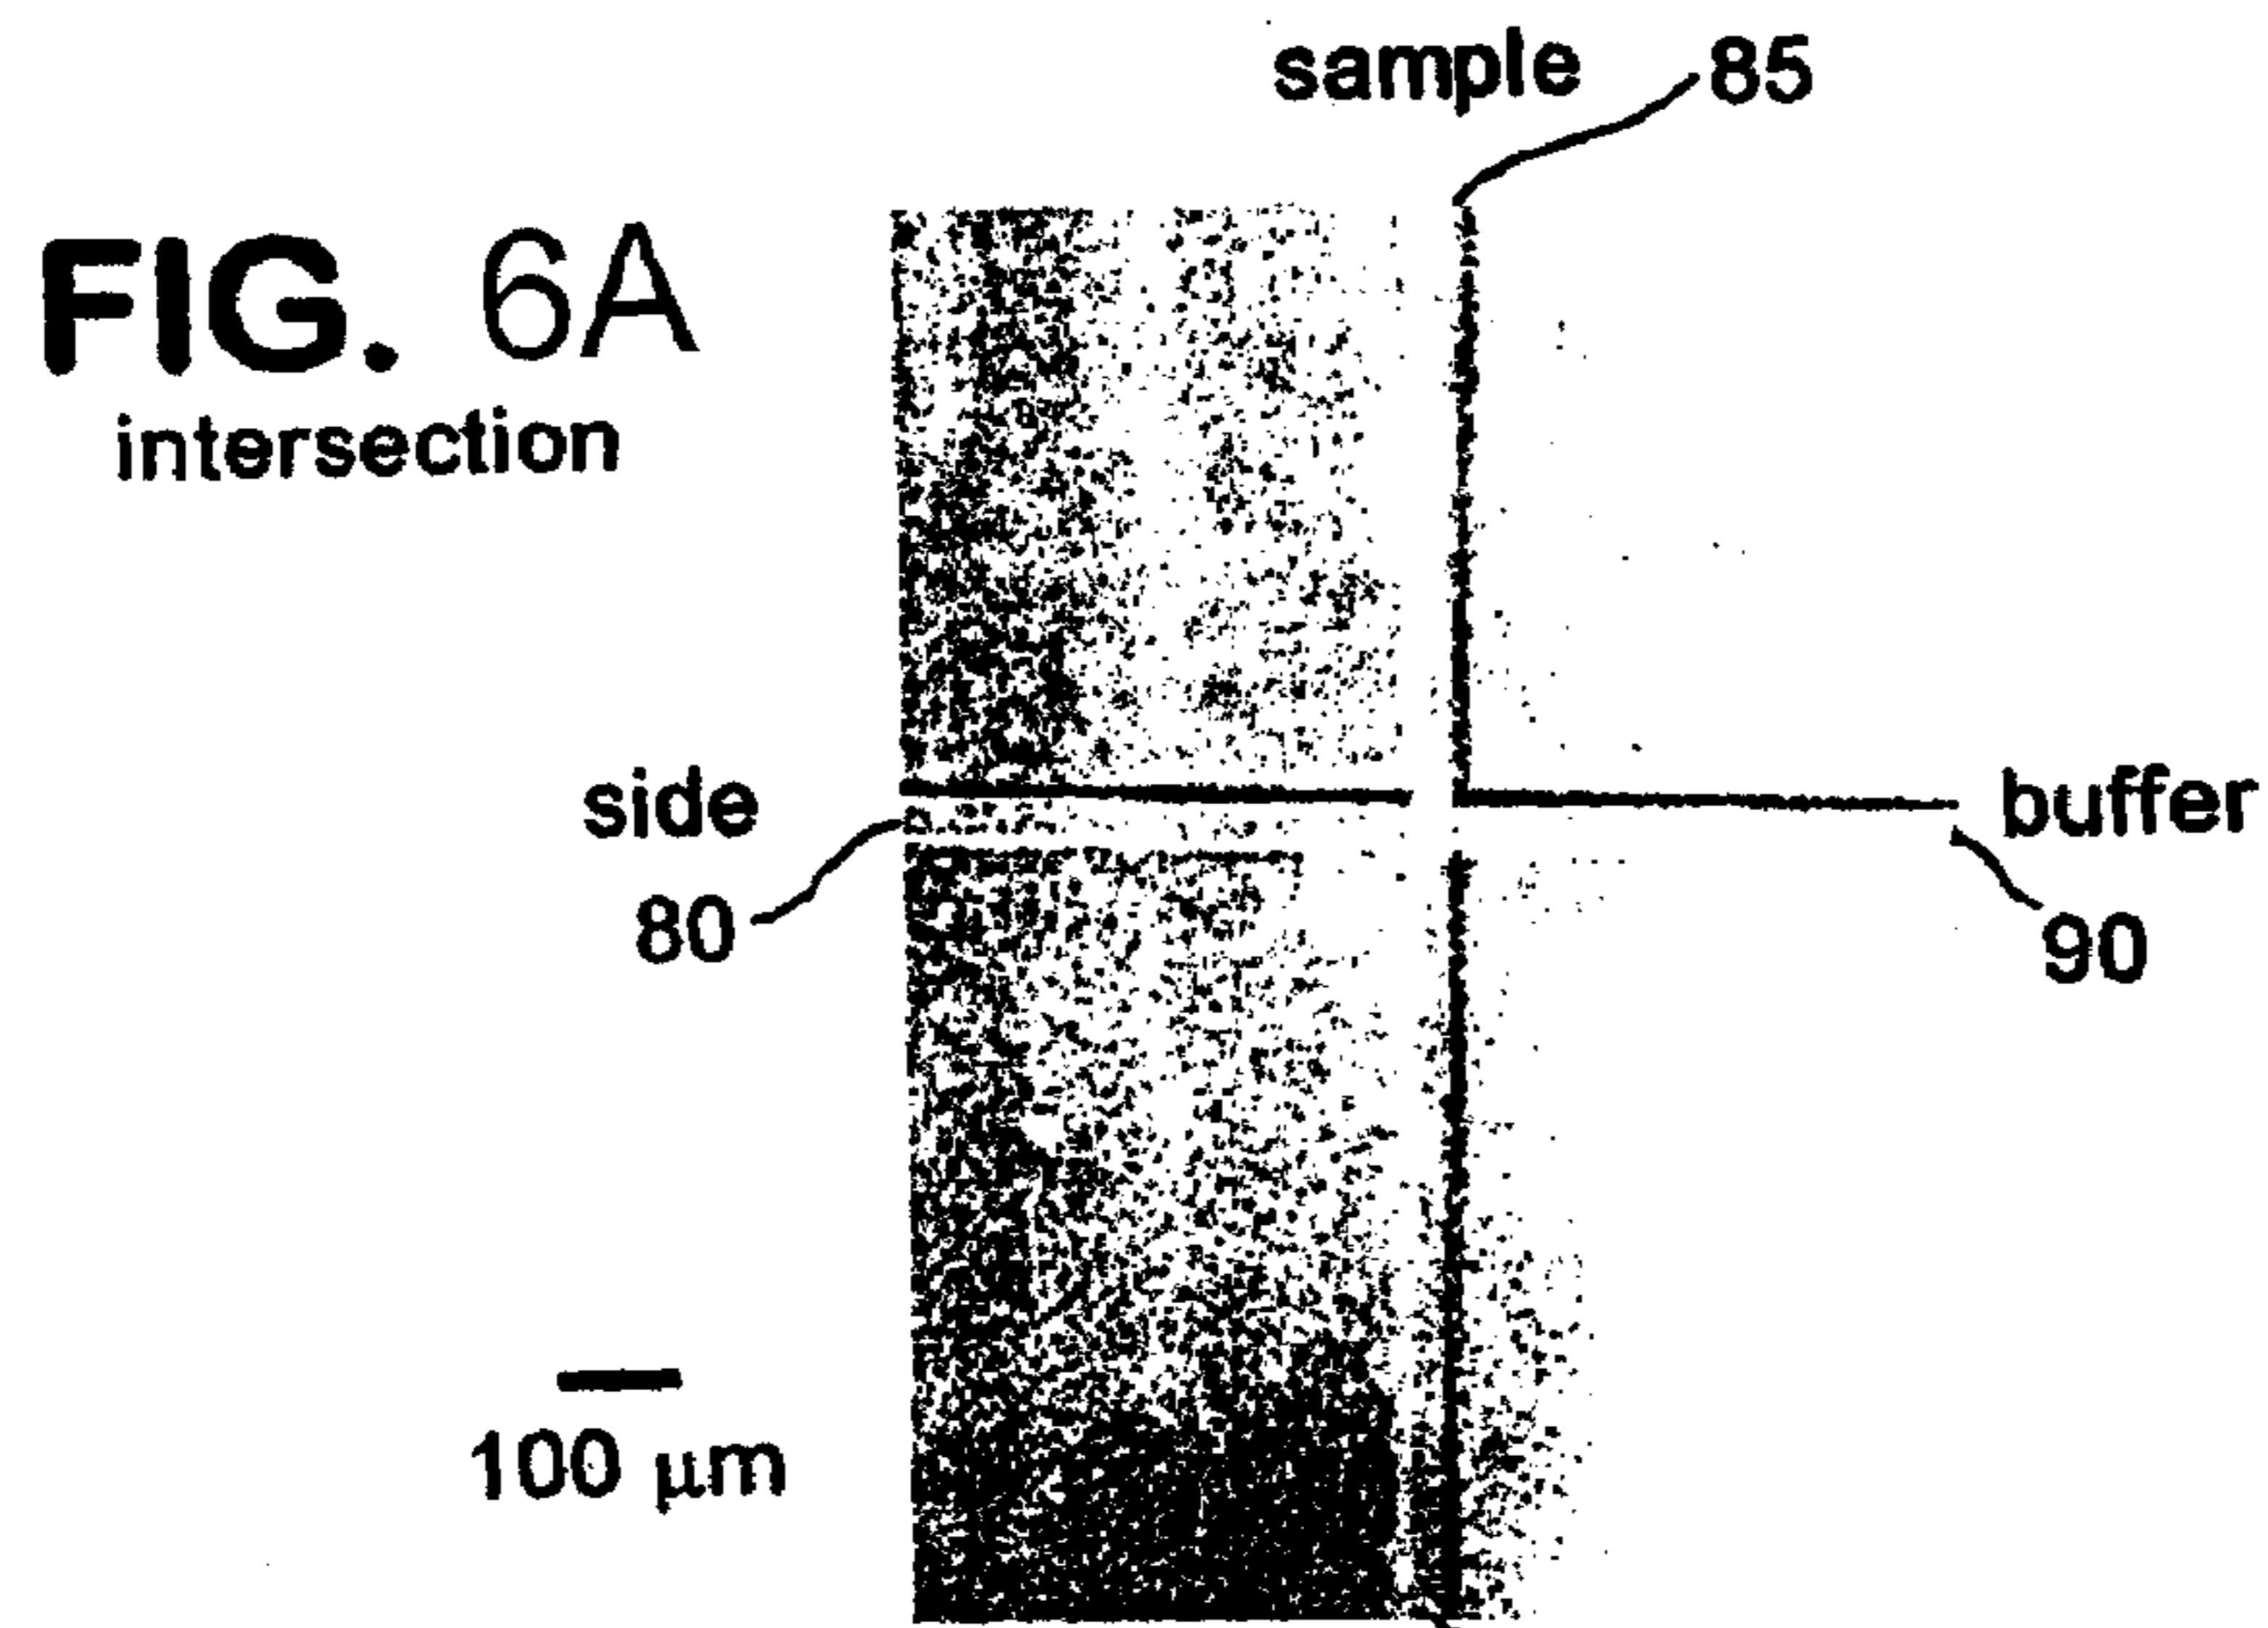 sample 85
FIG. 6A
intersection
side
buffer
80
90
100 μm